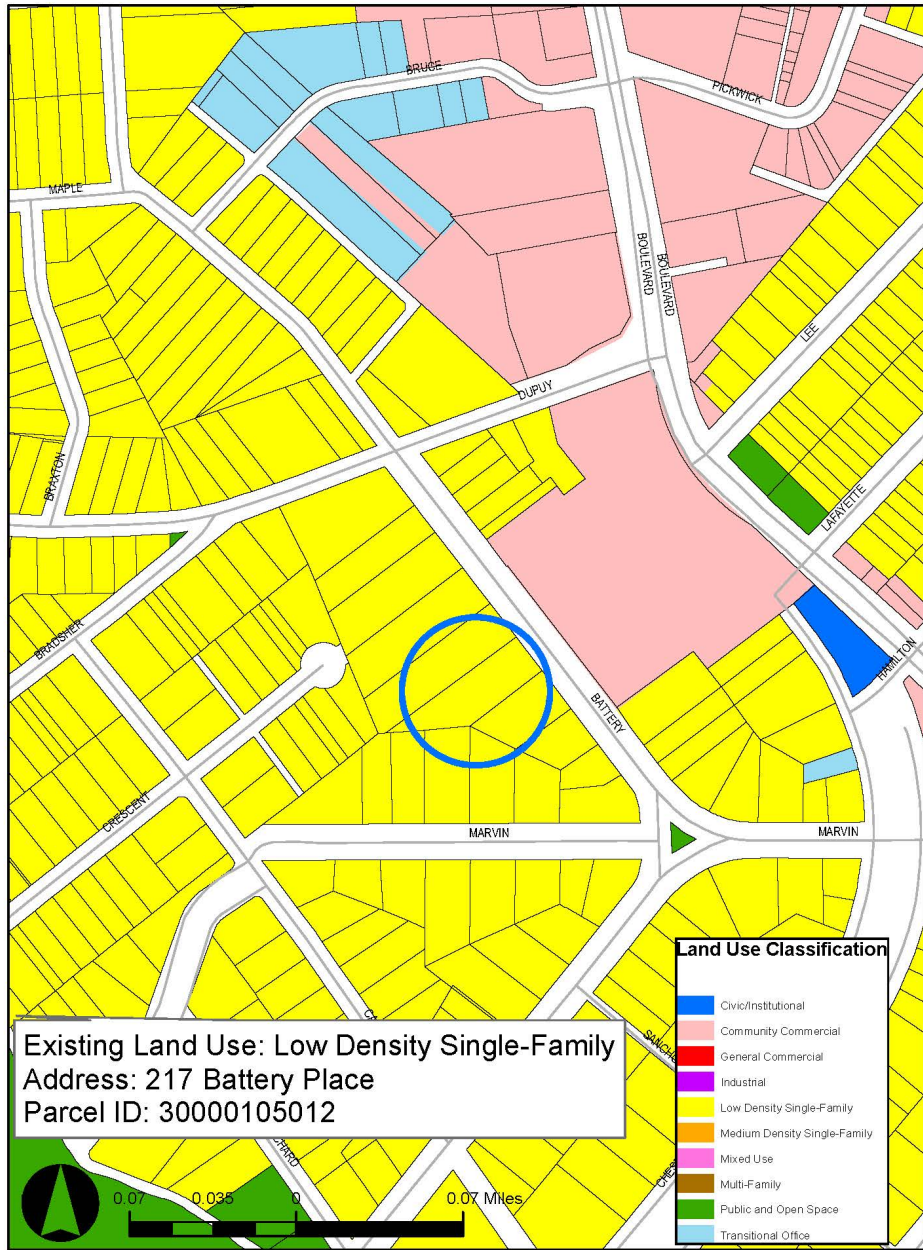 BRUCE
PICKWICK
MAPLE
BOULEVARD
BOULEVARD
LEE
DUPUY
BRAXTON
LAFAYETTE
BRADSHER
HAMILTON
BATTERY
CRESCENT
MARVIN
MARVIN
Land Use Classification
Civic/Institutional
Community Commercial
General Commercial
Industrial
Low Density Single-Family
Medium Density Single-Family
Mixed Use
Multi-Family
Public and Open Space
Transitional Office
Existing Land Use: Low Density Single-Family
Address: 217 Battery Place
Parcel ID: 30000105012
0.07 0.035 0 0.07 Miles